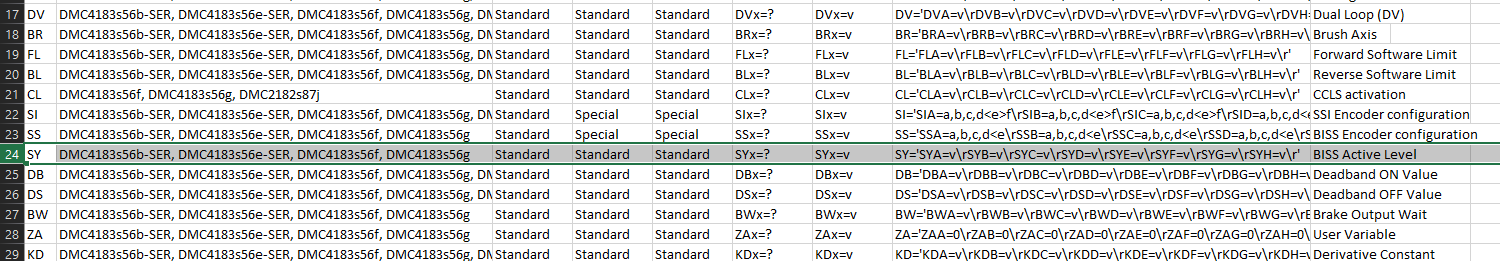 17 DV DMC4183s56b-SER, DMC4183s56e-SER, DMC4183s56f, DMC4183s56g, DM Standard Standard Standard DVx=? DVx=v DV='DVA=v\rDVB=v\rDVC=v\rDVD=v\rDVE=v\rDVF=v\rDVG=v\rDVH= Dual Loop (DV)
18 BR DMC4183s56b-SER, DMC4183s56e-SER, DMC4183s56f, DMC4183s56g, DM Standard Standard Standard BRx=? BRx=v BR='BRA=v\rBRB=v\rBRC=v\rBRD=v\rBRE=v\rBRF=v\rBRG=v\rBRH=v\ Brush Axis
19 FL DMC4183s56b-SER, DMC4183s56e-SER, DMC4183s56f, DMC4183s56g, DM Standard Standard Standard FLx=? FLx=v FL='FLA=v\rFLB=v\rFLC=v\rFLD=v\rFLE=v\rFLF=v\rFLG=v\rFLH=v\r' Forward Software Limit
20 BL DMC4183s56b-SER, DMC4183s56e-SER, DMC4183s56f, DMC4183s56g, DM Standard Standard Standard BLx=? BLx=v BL='BLA=v\rBLB=v\rBLC=v\rBLD=v\rBLE=v\rBLF=v\rBLG=v\rBLH=v\r' Reverse Software Limit
21 CL DMC4183s56f, DMC4183s56g, DMC2182s87j Standard Standard Standard CLx=? CLx=v CL='CLA=v\rCLB=v\rCLC=v\rCLD=v\rCLE=v\rCLF=v\rCLG=v\rCLH=v\r' CCLS activation
22 SI DMC4183s56b-SER, DMC4183s56e-SER, DMC4183s56f, DMC4183s56g Standard Special Special SIx=? SIx=v SI='SIA=a,b,c,d<e>f\rSIB=a,b,c,d<e>f\rSIC=a,b,c,d<e>f\rSID=a,b,c,d<e SSI Encoder configuration
23 SS DMC4183s56b-SER, DMC4183s56e-SER, DMC4183s56f, DMC4183s56g Standard Special Special SSx=? SSx=v SS='SSA=a,b,c,d<e\rSSB=a,b,c,d<e\rSSC=a,b,c,d<e\rSSD=a,b,c,d<e\rS BISS Encoder configuration
24 SY DMC4183s56b-SER, DMC4183s56e-SER, DMC4183s56f, DMC4183s56g Standard Standard Standard SYx=? SYx=v SY='SYA=v\rSYB=v\rSYC=v\rSYD=v\rSYE=v\rSYF=v\rSYG=v\rSYH=v\r' BISS Active Level
25 DB DMC4183s56b-SER, DMC4183s56e-SER, DMC4183s56f, DMC4183s56g Standard Standard Standard DBx=? DBx=v DB='DBA=v\rDBB=v\rDBC=v\rDBD=v\rDBE=v\rDBF=v\rDBG=v\rDBH=v\ Deadband ON Value
26 DS DMC4183s56b-SER, DMC4183s56e-SER, DMC4183s56f, DMC4183s56g Standard Standard Standard DSx=? DSx=v DS='DSA=v\rDSB=v\rDSC=v\rDSD=v\rDSE=v\rDSF=v\rDSG=v\rDSH=v\ Deadband OFF Value
27 BW DMC4183s56b-SER, DMC4183s56e-SER, DMC4183s56f, DMC4183s56g Standard Standard Standard BWx=? BWx=v BW='BWA=v\rBWB=v\rBWC=v\rBWD=v\rBWE=v\rBWF=v\rBWG=v\rB Brake Output Wait
28 ZA DMC4183s56b-SER, DMC4183s56e-SER, DMC4183s56f, DMC4183s56g Standard Standard Standard ZAx=? ZAx=v ZA='ZAA=0\rZAB=0\rZAC=0\rZAD=0\rZAE=0\rZAF=0\rZAG=0\rZAH=0\ User Variable
29 KD DMC4183s56b-SER, DMC4183s56e-SER, DMC4183s56f, DMC4183s56g, DM Standard Standard Standard KDx=? KDx=v KD='KDA=v\rKDB=v\rKDC=v\rKDD=v\rKDE=v\rKDF=v\rKDG=v\rKDH=v\ Derivative Constant